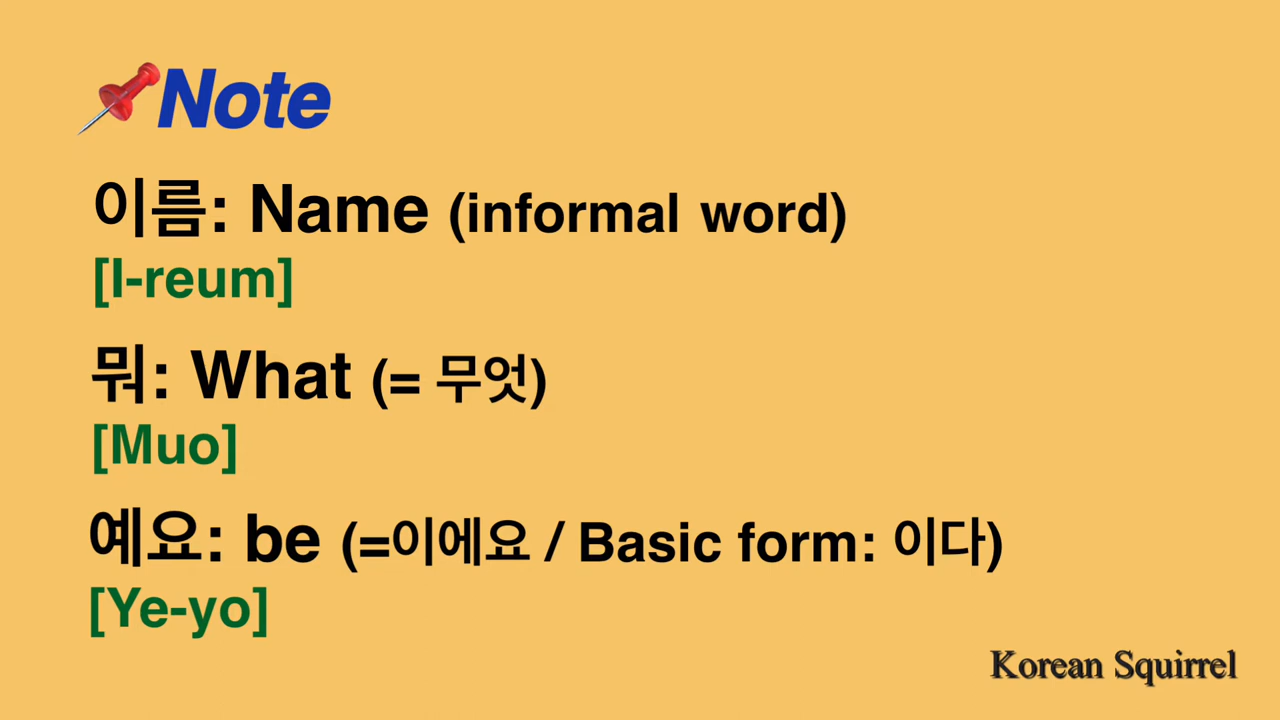 Note
이름: Name (informal word)
[I-reum]
뭐: What (= 무엇)
[Muo]
예요: be (=이에요 / Basic form: 이다)
[Ye-yo]
Korean Squirrel